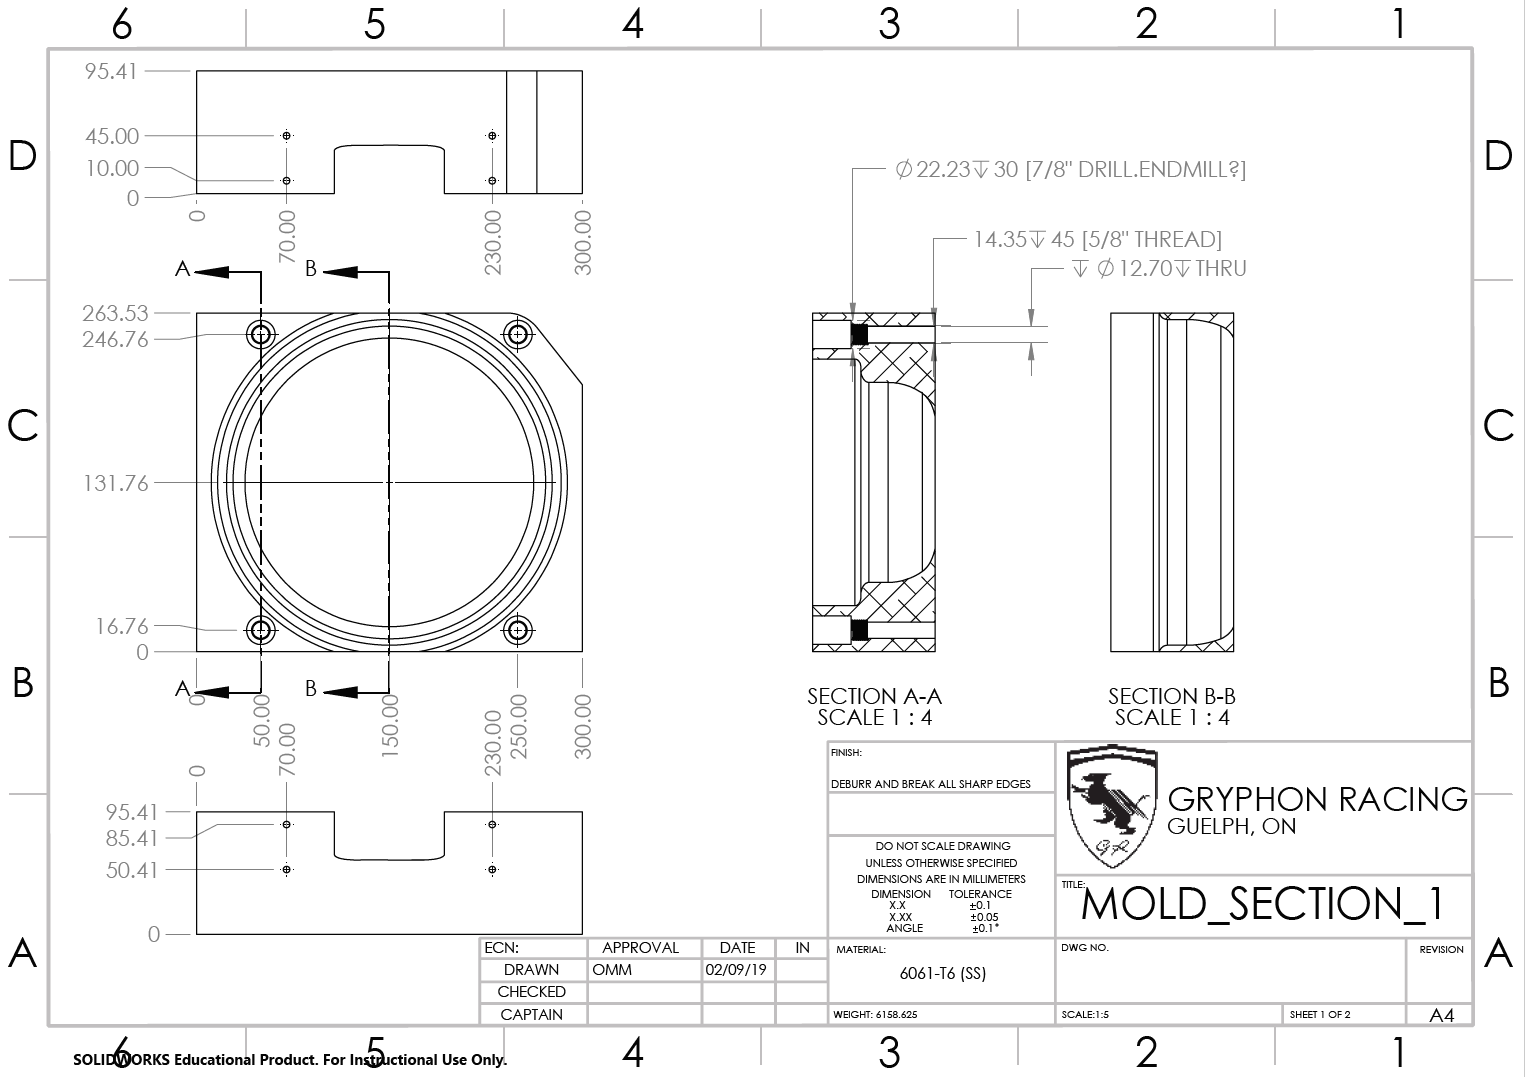 6 5 4 3 2 1
D D
C C
B B
A A
95.41
45.00
10.00
0
0 70.00 230.00 300.00
A B
263.53
246.76
131.76
16.76
0
A B
0 50.00 70.00 150.00 230.00 250.00 300.00
0
95.41
85.41
50.41
0
∅22.23↧30 [7/8" DRILL.ENDMILL?]
14.35↧45 [5/8" THREAD]
↧ ∅12.70↧THRU
SECTION A-A
SCALE 1 : 4
SECTION B-B
SCALE 1 : 4
FINISH:
DEBURR AND BREAK ALL SHARP EDGES
DO NOT SCALE DRAWING
UNLESS OTHERWISE SPECIFIED
DIMENSIONS ARE IN MILLIMETERS
DIMENSION TOLERANCE
X.X ±0.1
X.XX ±0.05
ANGLE ±0.1°
MATERIAL:
6061-T6 (SS)
WEIGHT: 6158.625
GRYPHON RACING
GUELPH, ON
TITLE:
MOLD_SECTION_1
DWG NO.
REVISION
SCALE:1:5
SHEET 1 OF 2
A4
ECN: APPROVAL DATE IN
DRAWN OMM 02/09/19
CHECKED
CAPTAIN
6 5 4 3 2 1
SOLIDWORKS Educational Product. For Instructional Use Only.